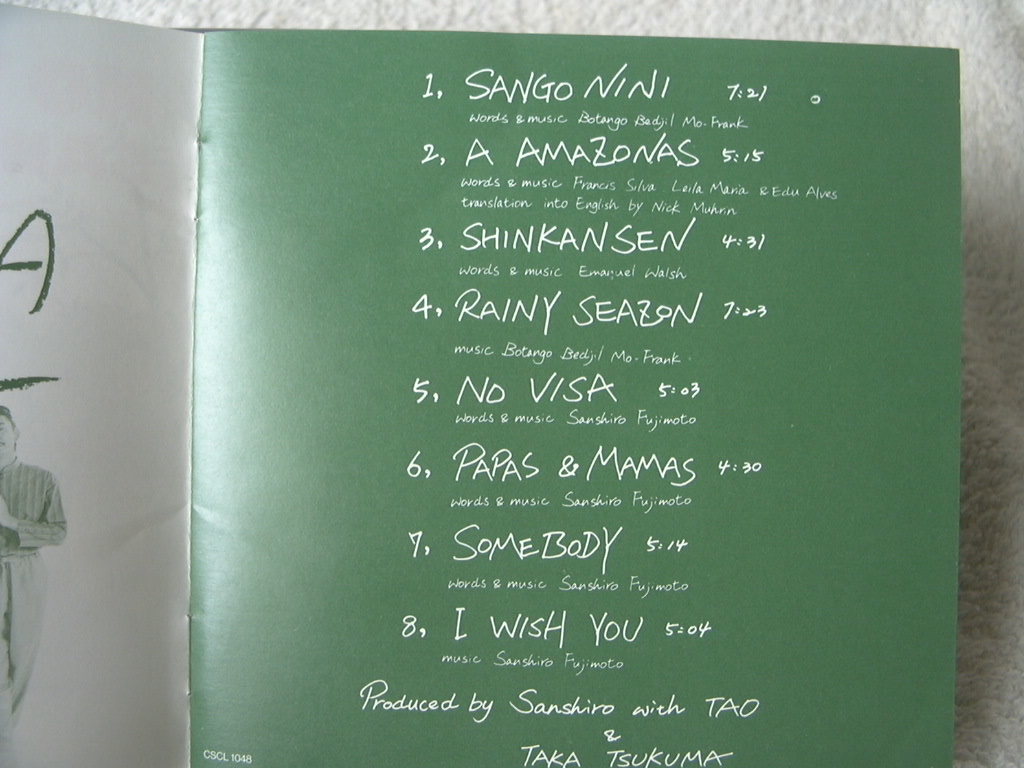 A
1, SANGO NINI 7:21
words & music Botango Bedjil Mo-Frank
2, A AMAZONAS 5:15
words & music Francis Silva Leila Maria & Edu Alves
translation into English by Nick Muhrin
3, SHINKANSEN 4:31
words & music Emanuel Walsh
4, RAINY SEAZON 7:23
music Botango Bedjil Mo-Frank
5, NO VISA 5:03
words & music Sanshiro Fujimoto
6, PAPAS & MAMAS 4:30
words & music Sanshiro Fujimoto
7, SOMEBODY 5:14
words & music Sanshiro Fujimoto
8, I WISH YOU 5:04
music Sanshiro Fujimoto
Produced by Sanshiro with TAO
&
TAKA TSUKUMA
CSCL 1048